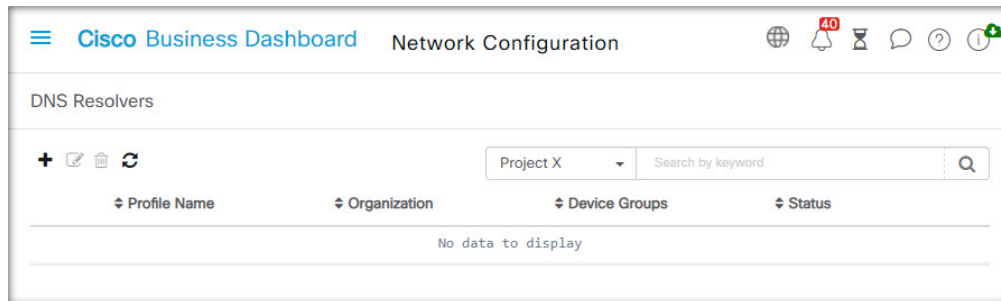 Cisco Business Dashboard Network Configuration 40
DNS Resolvers
Project X Search by keyword
Profile Name Organization Device Groups Status
No data to display